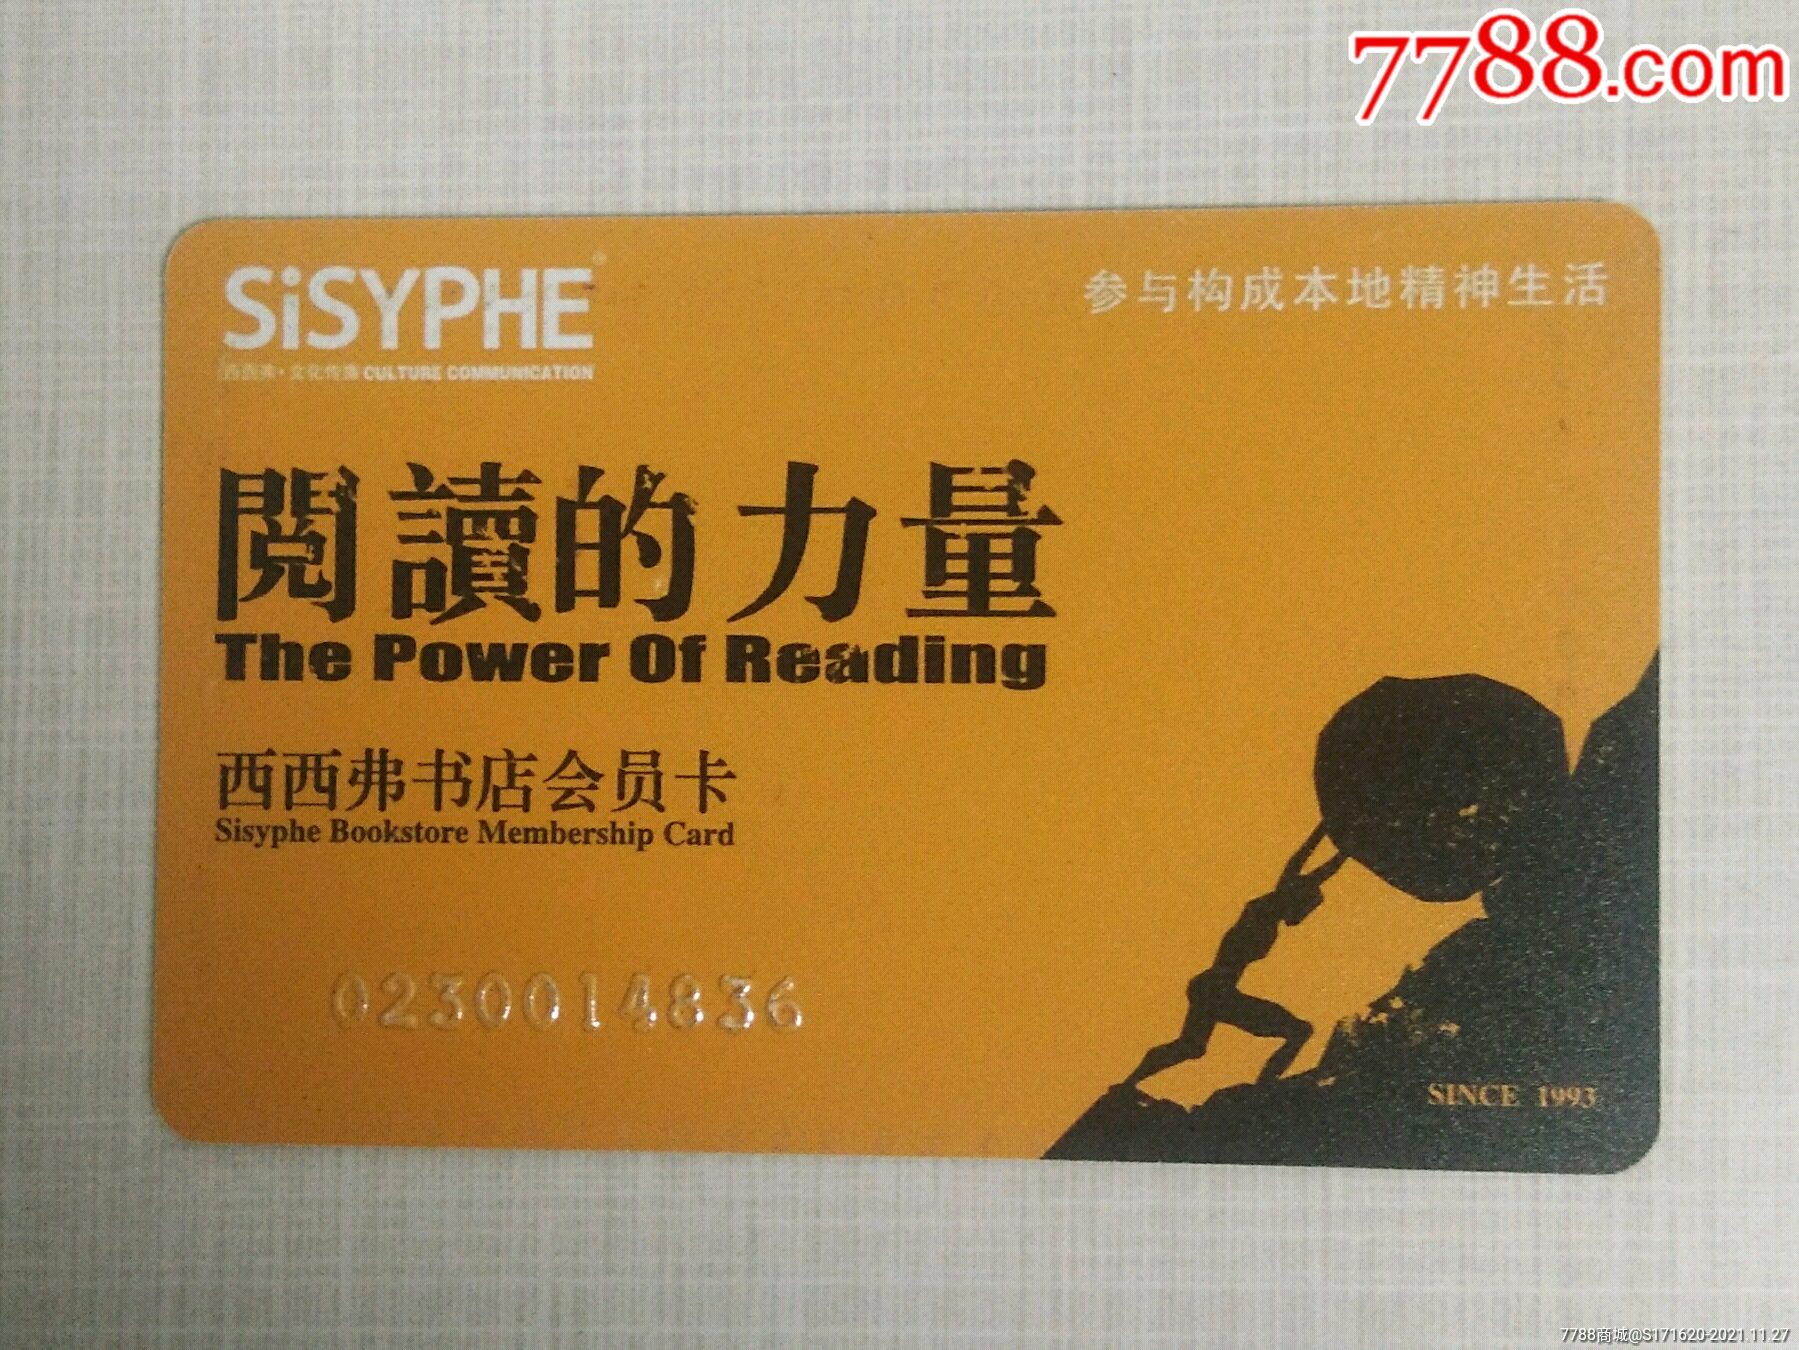 7788.com
SiSYPHE
参与构成本地精神生活
西西弗·文化传播 CULTURE COMMUNICATION
閱讀的力量
The Power Of Reading
西西弗书店会员卡
Sisyphe Bookstore Membership Card
0230014836
SINCE 1993
7788商城@S171620-2021.11.27